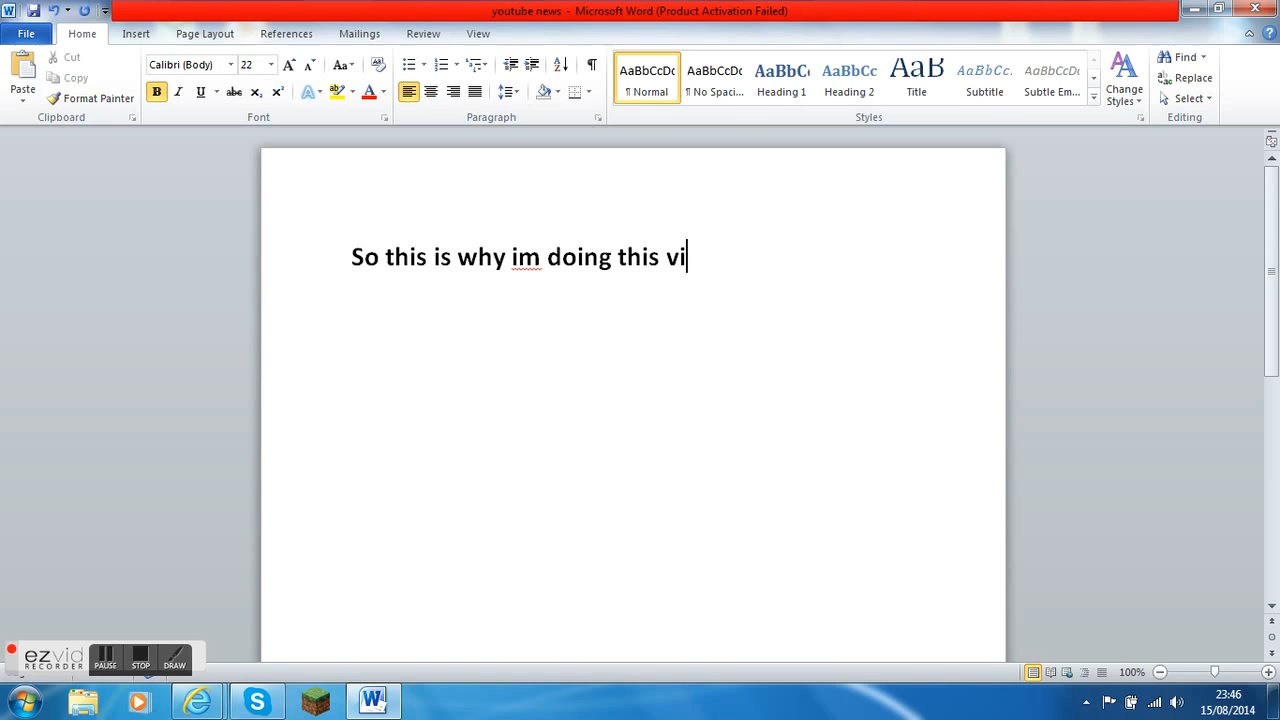 youtube news - Microsoft Word (Product Activation Failed)
File Home Insert Page Layout References Mailings Review View
Paste
Cut
Copy
Format Painter
Clipboard
Calibri (Body) 22
Font
Paragraph
AaBbCcDc AaBbCcDc AaBbCc AaBbCc AaB AaBbCc. AaBbCcDc
¶ Normal ¶ No Spaci... Heading 1 Heading 2 Title Subtitle Subtle Em...
Change
Styles
Styles
Find
Replace
Select
Editing
So this is why im doing this vi
ezvid
RECORDER
PAUSE STOP DRAW
100%
23:46
15/08/2014